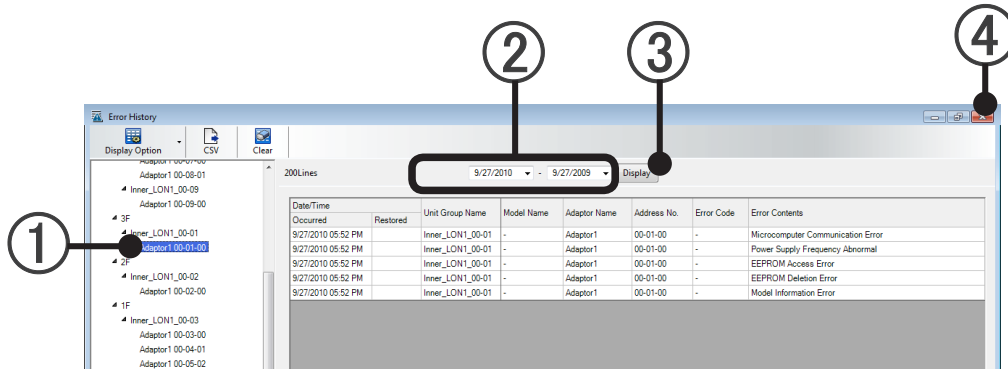 ② ③ ④
Error History
Display Option CSV Clear
Adaptor1 00-07-00
Adaptor1 00-08-01
Inner_LON1_00-09
Adaptor1 00-09-00
3F
Inner_LON1_00-01
① Adaptor1 00-01-00
2F
Inner_LON1_00-02
Adaptor1 00-02-00
1F
Inner_LON1_00-03
Adaptor1 00-03-00
Adaptor1 00-04-01
Adaptor1 00-05-02
200Lines 9/27/2010 - 9/27/2009 Display
Date/Time Unit Group Name Model Name Adaptor Name Address No. Error Code Error Contents
Occurred Restored
9/27/2010 05:52 PM Inner_LON1_00-01 - Adaptor1 00-01-00 - Microcomputer Communication Error
9/27/2010 05:52 PM Inner_LON1_00-01 - Adaptor1 00-01-00 - Power Supply Frequency Abnormal
9/27/2010 05:52 PM Inner_LON1_00-01 - Adaptor1 00-01-00 - EEPROM Access Error
9/27/2010 05:52 PM Inner_LON1_00-01 - Adaptor1 00-01-00 - EEPROM Deletion Error
9/27/2010 05:52 PM Inner_LON1_00-01 - Adaptor1 00-01-00 - Model Information Error